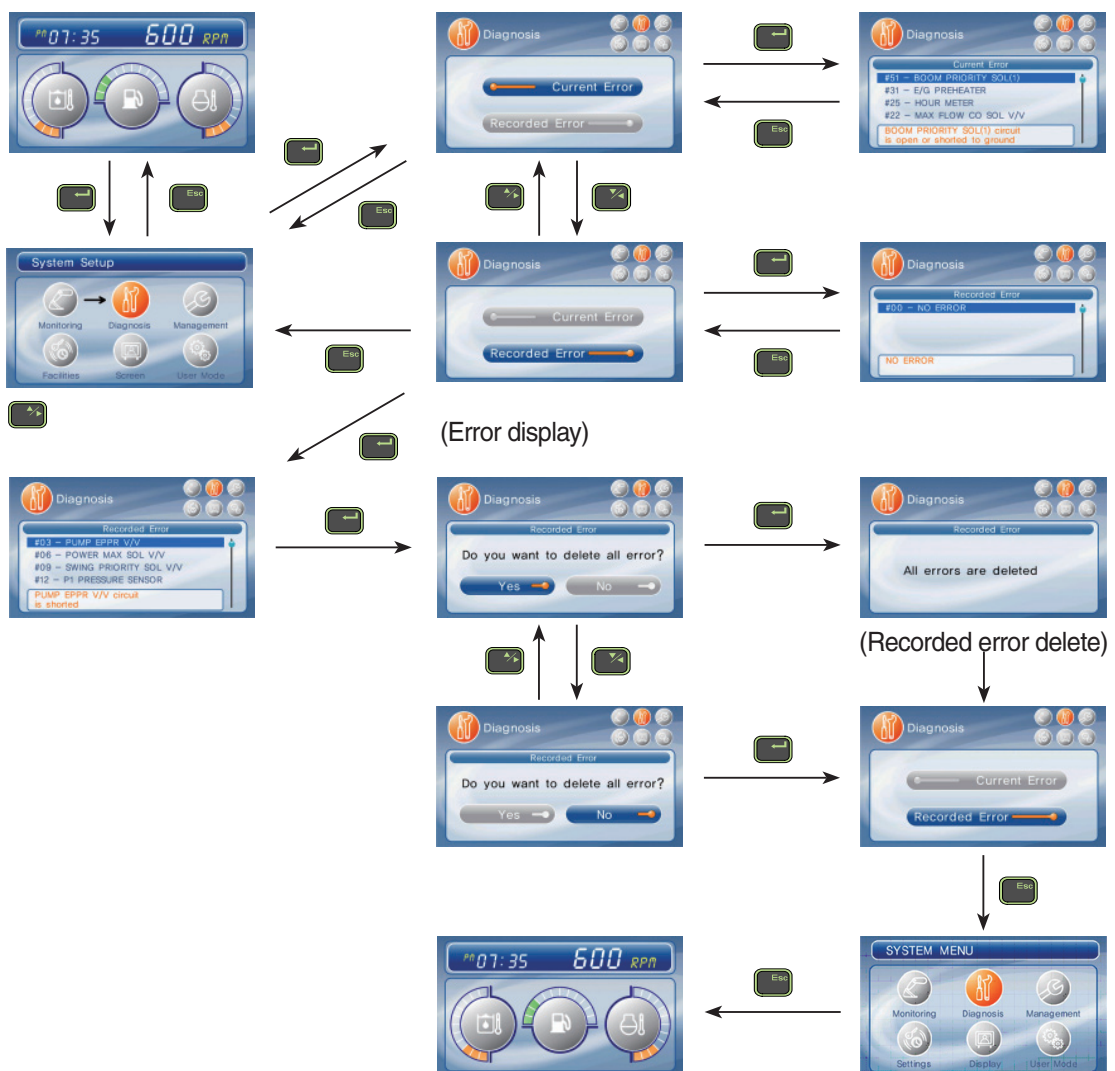 PM 07:35 600 RPM
Diagnosis
Current Error
Recorded Error
Diagnosis
Current Error
#51 - BOOM PRIORITY SOL(1)
#31 - E/G PREHEATER
#25 - HOUR METER
#22 - MAX FLOW CO SOL V/V
BOOM PRIORITY SOL(1) circuit
is open or shorted to ground
Esc
Esc
Esc
System Setup
Monitoring
Diagnosis
Management
Facilities
Screen
User Mode
Diagnosis
Current Error
Recorded Error
Diagnosis
Recorded Error
#00 - NO ERROR
NO ERROR
Esc
Esc
(Error display)
Diagnosis
Recorded Error
#03 - PUMP EPPR V/V
#06 - POWER MAX SOL V/V
#09 - SWING PRIORITY SOL V/V
#12 - P1 PRESSURE SENSOR
PUMP EPPR V/V circuit
is shorted
Diagnosis
Recorded Error
Do you want to delete all error?
Yes
No
Diagnosis
Recorded Error
All errors are deleted
(Recorded error delete)
Diagnosis
Recorded Error
Do you want to delete all error?
Yes
No
Diagnosis
Current Error
Recorded Error
Esc
PM 07:35 600 RPM
Esc
SYSTEM MENU
Monitoring
Diagnosis
Management
Settings
Display
User Mode